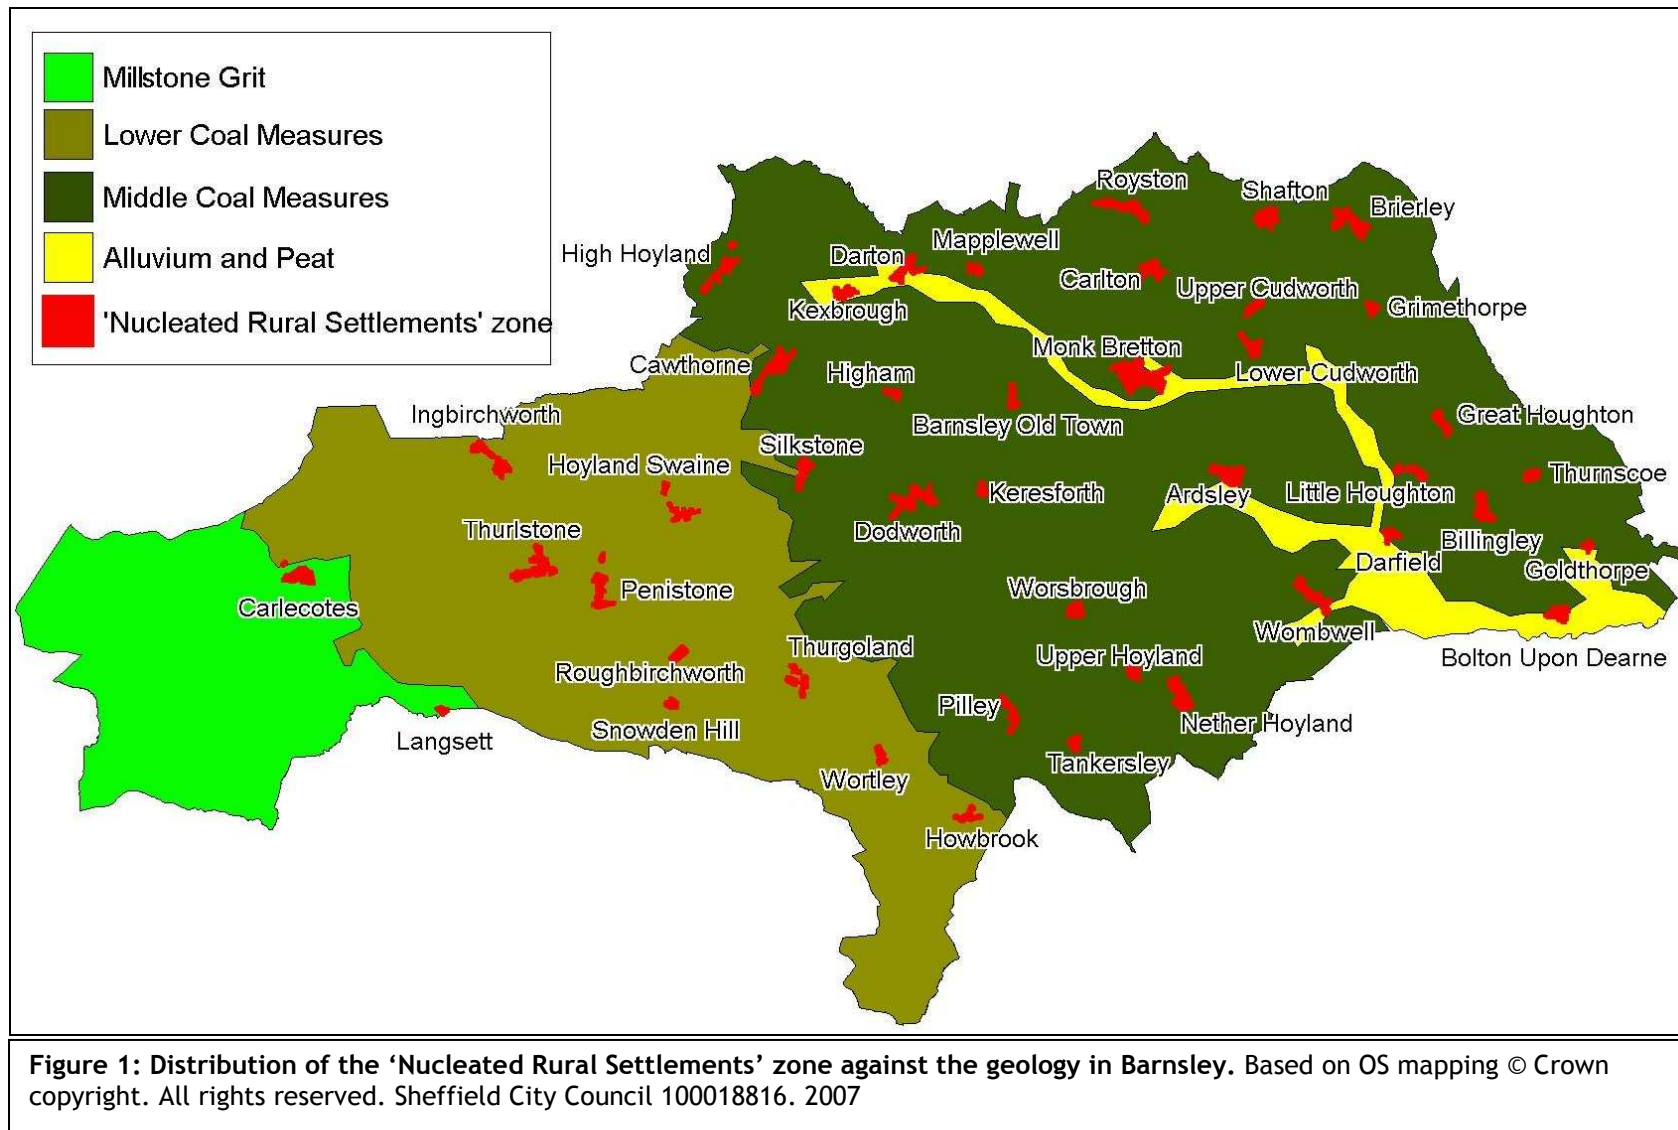 Millstone Grit
Lower Coal Measures
Middle Coal Measures
Alluvium and Peat
'Nucleated Rural Settlements' zone
Royston
Shafton
Brierley
High Hoyland
Darton
Mapplewell
Carlton
Upper Cudworth
Grimethorpe
Kexbrough
Monk Bretton
Cawthorne
Higham
Lower Cudworth
Ingbirchworth
Barnsley Old Town
Great Houghton
Silkstone
Hoyland Swaine
Keresforth
Ardsley
Little Houghton
Thurnscoe
Thurlstone
Dodworth
Billingley
Darfield
Goldthorpe
Penistone
Carlecotes
Worsbrough
Wombwell
Thurgoland
Upper Hoyland
Bolton Upon Dearne
Roughbirchworth
Pilley
Nether Hoyland
Snowden Hill
Langsett
Tankersley
Wortley
Howbrook
Figure 1: Distribution of the ‘Nucleated Rural Settlements’ zone against the geology in Barnsley. Based on OS mapping © Crown
copyright. All rights reserved. Sheffield City Council 100018816. 2007